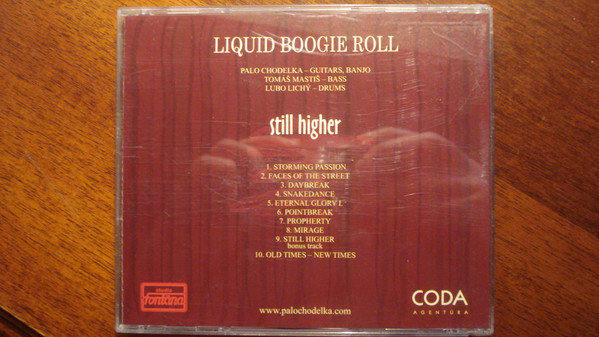 LIQUID BOOGIE ROLL
PALO CHODELKA – GUITARS, BANJO
TOMÁŠ MASTIŠ – BASS
LUBO LICHÝ – DRUMS
still higher
1. STORMING PASSION
2. FACES OF THE STREET
3. DAYBREAK
4. SNAKEDANCE
5. ETERNAL GLORY I.
6. POINTBREAK
7. PROPHERTY
8. MIRAGE
9. STILL HIGHER
bonus track
10. OLD TIMES – NEW TIMES
studio
fontána
www.palochodelka.com
CODA
AGENTÚRA